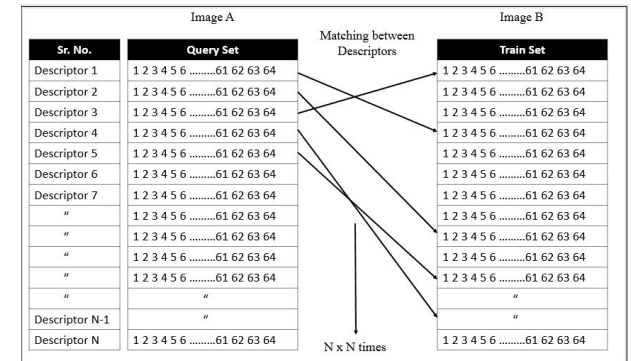 Image A
Image B
Matching between
Descriptors
Sr. No. Query Set Train Set
Descriptor 1 1 2 3 4 5 6 .........61 62 63 64 1 2 3 4 5 6 .........61 62 63 64
Descriptor 2 1 2 3 4 5 6 .........61 62 63 64 1 2 3 4 5 6 .........61 62 63 64
Descriptor 3 1 2 3 4 5 6 .........61 62 63 64 1 2 3 4 5 6 .........61 62 63 64
Descriptor 4 1 2 3 4 5 6 .........61 62 63 64 1 2 3 4 5 6 .........61 62 63 64
Descriptor 5 1 2 3 4 5 6 .........61 62 63 64 1 2 3 4 5 6 .........61 62 63 64
Descriptor 6 1 2 3 4 5 6 .........61 62 63 64 1 2 3 4 5 6 .........61 62 63 64
Descriptor 7 1 2 3 4 5 6 .........61 62 63 64 1 2 3 4 5 6 .........61 62 63 64
“ 1 2 3 4 5 6 .........61 62 63 64 1 2 3 4 5 6 .........61 62 63 64
“ 1 2 3 4 5 6 .........61 62 63 64 1 2 3 4 5 6 .........61 62 63 64
“ 1 2 3 4 5 6 .........61 62 63 64 1 2 3 4 5 6 .........61 62 63 64
“ 1 2 3 4 5 6 .........61 62 63 64 1 2 3 4 5 6 .........61 62 63 64
“ “ “
Descriptor N-1 “ “
Descriptor N 1 2 3 4 5 6 .........61 62 63 64 1 2 3 4 5 6 .........61 62 63 64
N x N times